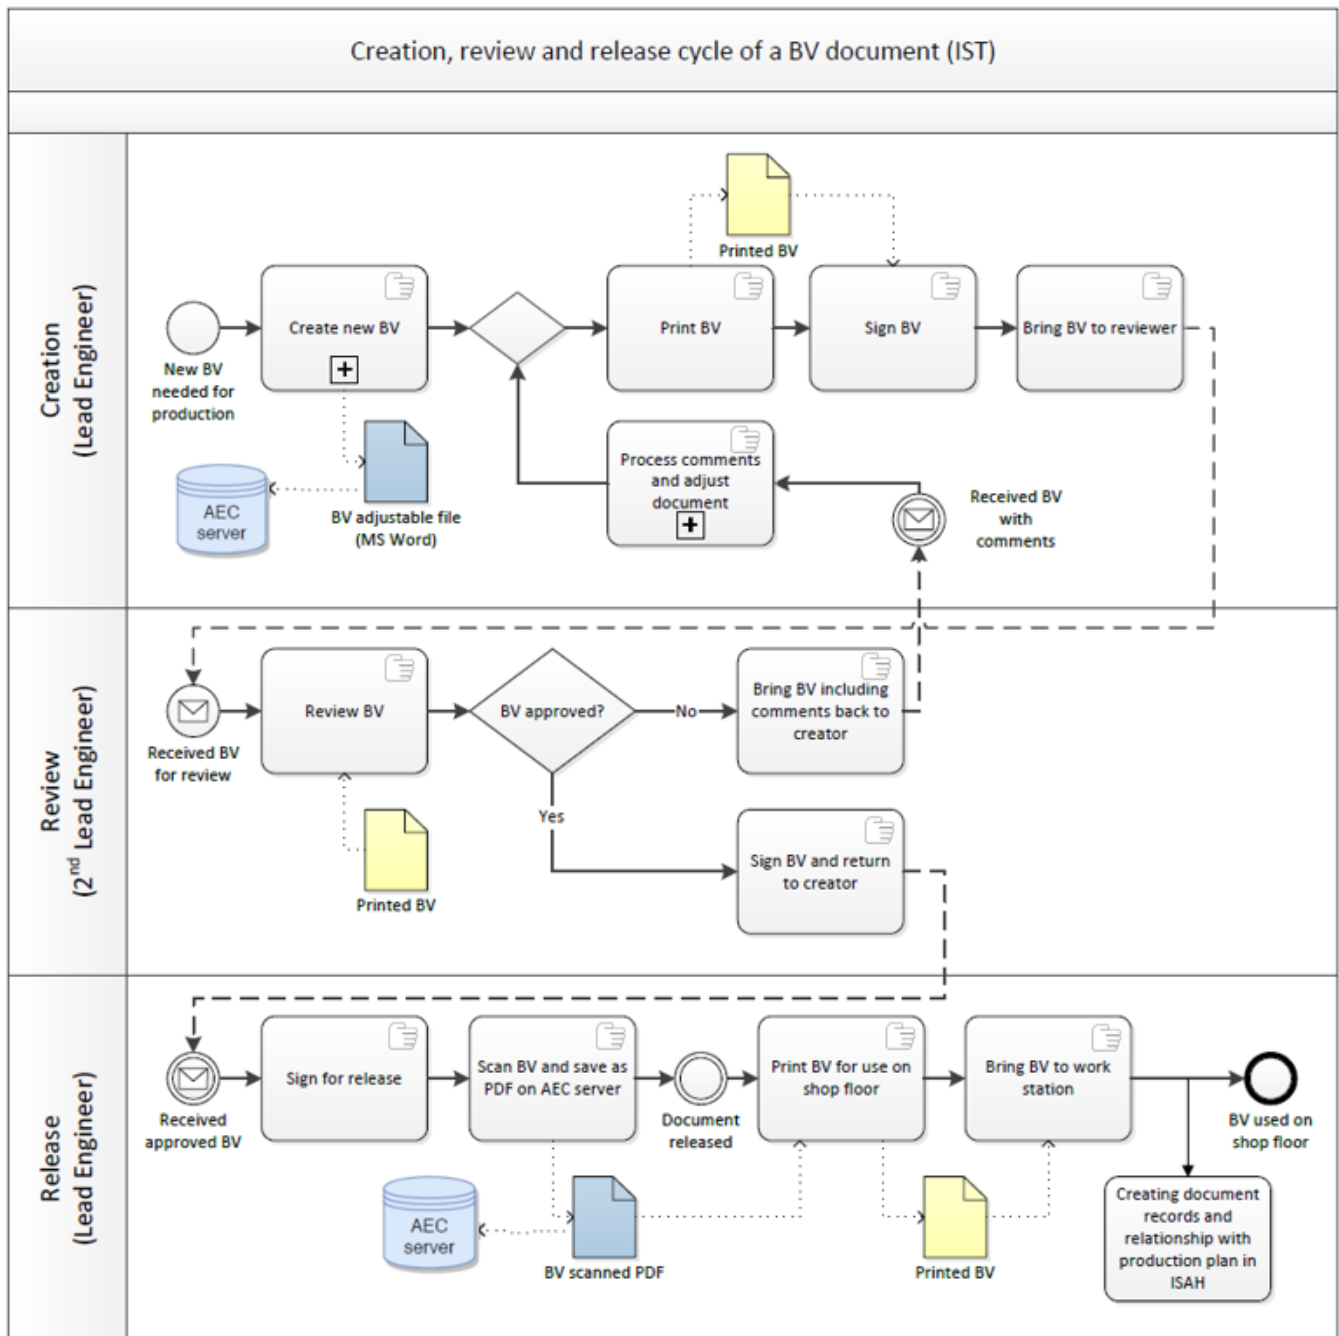 Creation, review and release cycle of a BV document (IST)
Creation
(Lead Engineer)
Printed BV
New BV
needed for
production
Create new BV
Print BV
Sign BV
Bring BV to reviewer
AEC
server
BV adjustable file
(MS Word)
Process comments
and adjust
document
Received BV
with
comments
Review
(2nd Lead Engineer)
Received BV
for review
Review BV
BV approved?
No
Bring BV including
comments back to
creator
Yes
Printed BV
Sign BV and return
to creator
Release
(Lead Engineer)
Received
approved BV
Sign for release
Scan BV and save as
PDF on AEC server
Document
released
Print BV for use on
shop floor
Bring BV to work
station
BV used on
shop floor
AEC
server
BV scanned PDF
Printed BV
Creating document
records and
relationship with
production plan in
ISAH